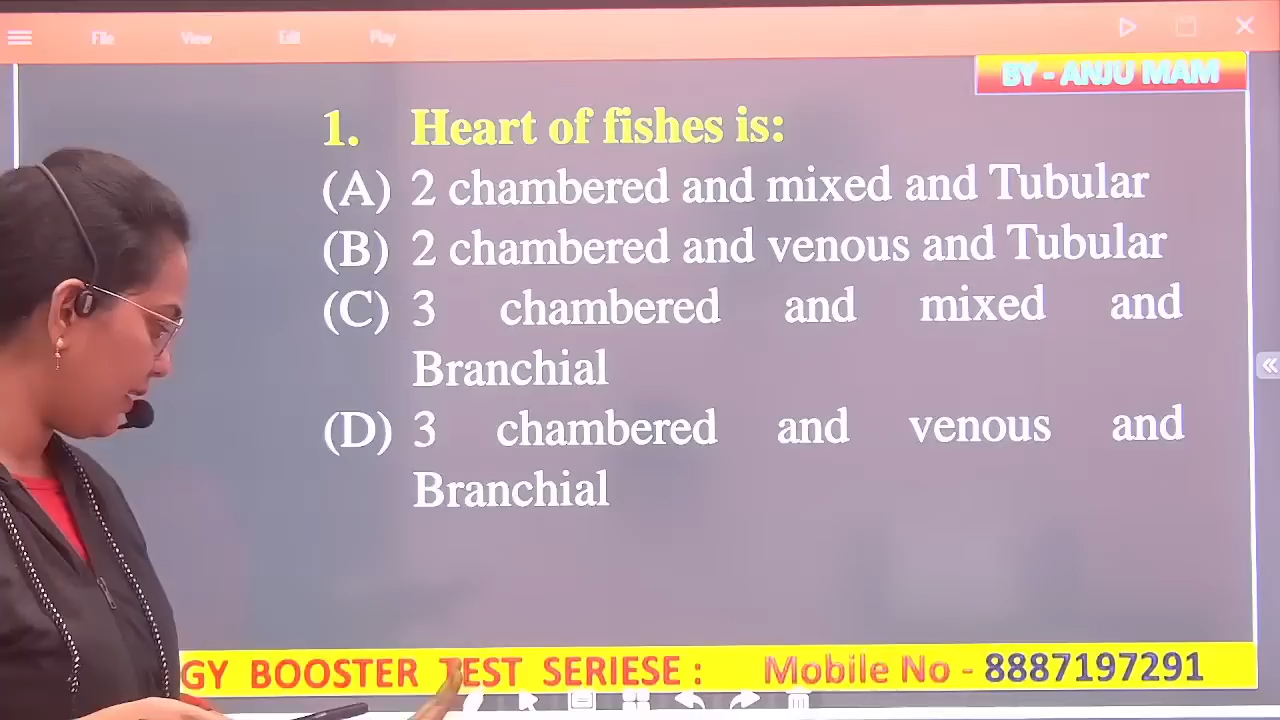 File View Edit Play
BY - ANJU MAM
1. Heart of fishes is:
(A) 2 chambered and mixed and Tubular
(B) 2 chambered and venous and Tubular
(C) 3 chambered and mixed and
Branchial
(D) 3 chambered and venous and
Branchial
GY BOOSTER TEST SERIESE : Mobile No - 8887197291